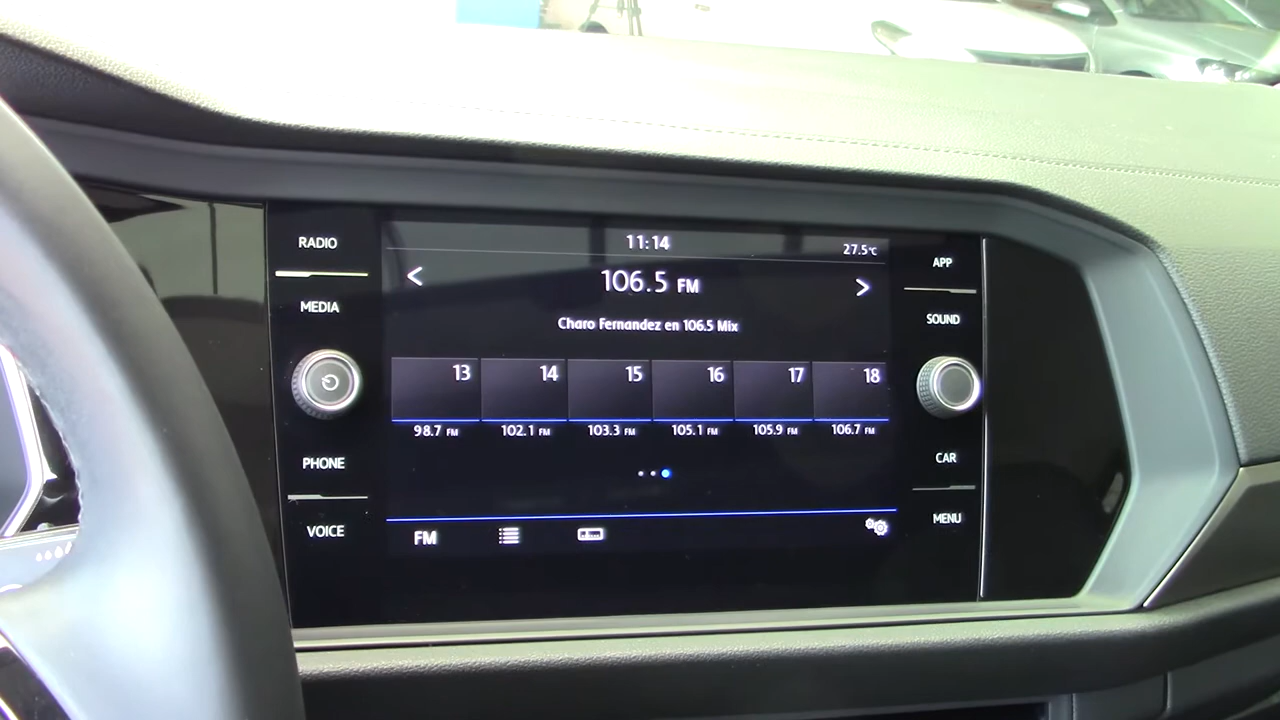 RADIO
MEDIA
PHONE
VOICE
11:14
27.5°C
106.5 FM
Charo Fernandez en 106.5 Mix
13 14 15 16 17 18
98.7 FM 102.1 FM 103.3 FM 105.1 FM 105.9 FM 106.7 FM
FM
APP
SOUND
CAR
MENU